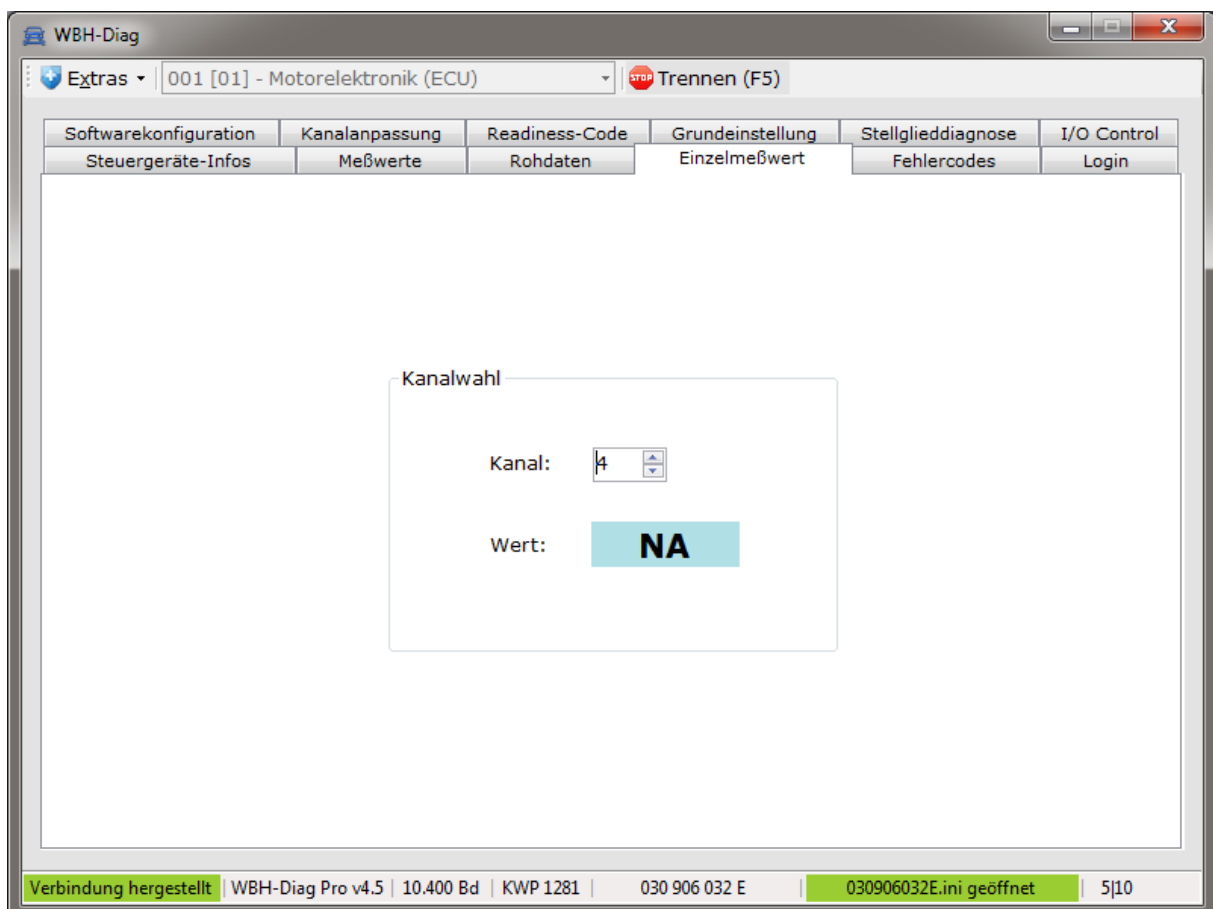 WBH-Diag
Extras 001 [01] - Motorelektronik (ECU) STOP Trennen (F5)
Softwarekonfiguration Kanalanpassung Readiness-Code Grundeinstellung Stellglieddiagnose I/O Control
Steuergeräte-Infos Meßwerte Rohdaten Einzelmeßwert Fehlercodes Login
Kanalwahl
Kanal: 4
Wert: NA
Verbindung hergestellt | WBH-Diag Pro v4.5 | 10.400 Bd | KWP 1281 | 030 906 032 E | 030906032E.ini geöffnet | 5|10